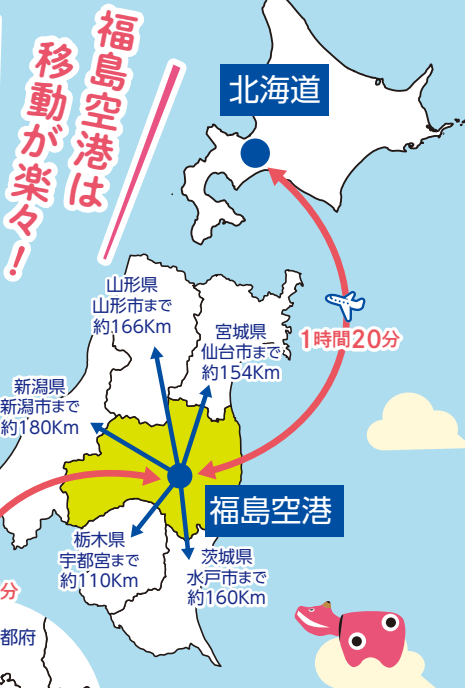 福島空港は
移動が楽々！
北海道
1時間20分
山形県
山形市まで
約166Km
宮城県
仙台市まで
約154Km
新潟県
新潟市まで
約180Km
福島空港
栃木県
宇都宮まで
約110Km
茨城県
水戸市まで
約160Km
分
都府